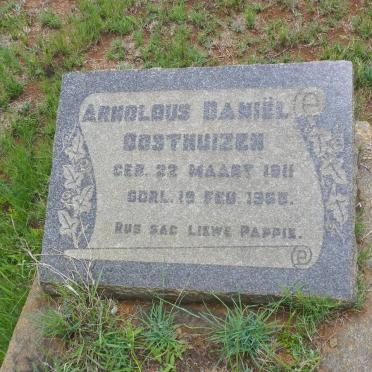 ARNOLDUS DANIËL
OOSTHUIZEN
GEB. 22 MAART 1911
OORL. 19 FEB. 1966.
RUS SAG LIEWE PAPPIE.